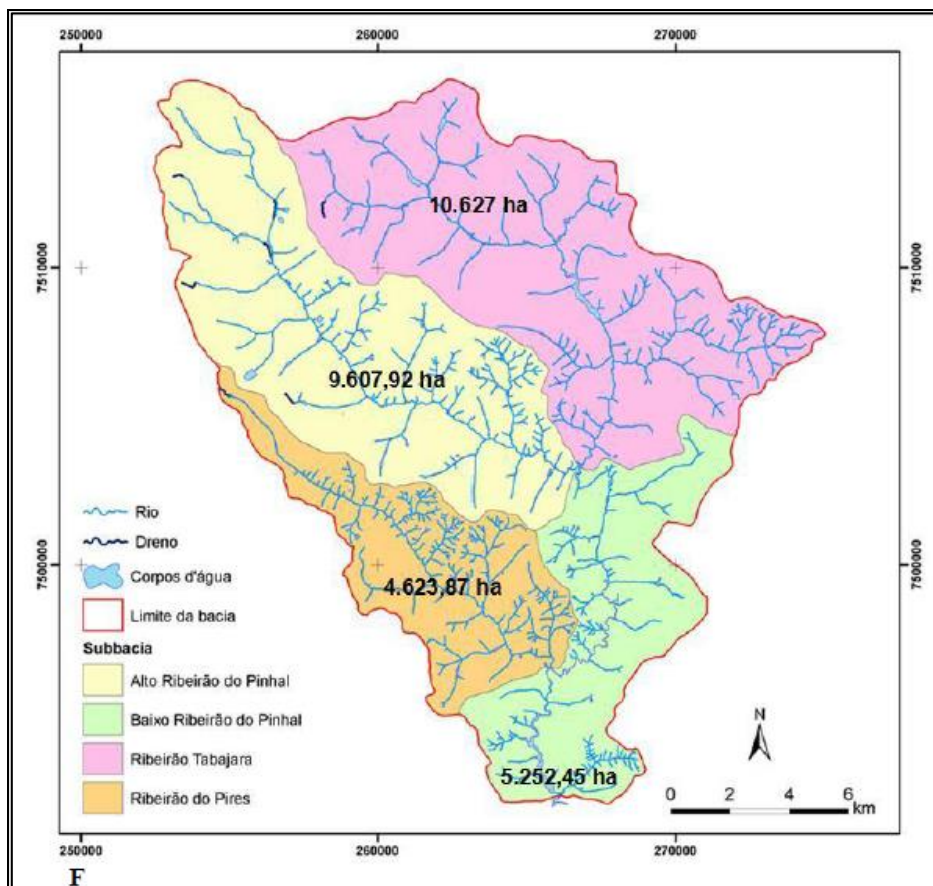 250000 260000 270000
10.627 ha
7510000 7510000
9.607,92 ha
Rio
Dreno
Corpos d'água
Limite da bacia
Subbacia
Alto Ribeirão do Pinhal
Baixo Ribeirão do Pinhal
Ribeirão Tabajara
Ribeirão do Pires
7500000 7500000
4.623,87 ha
5.252,45 ha
N
0 2 4 6
km
250000 260000 270000
F